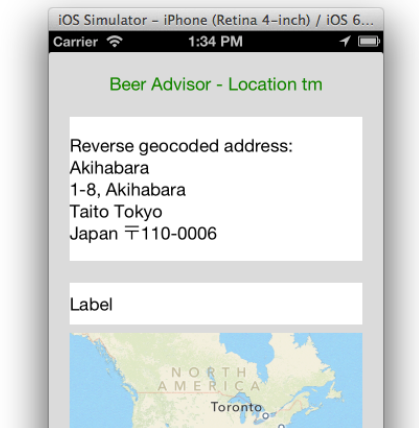 iOS Simulator – iPhone (Retina 4-inch) / iOS 6...
Carrier 1:34 PM
Beer Advisor - Location tm
Reverse geocoded address:
Akihabara
1-8, Akihabara
Taito Tokyo
Japan 〒110-0006
Label
NORTH
AMERICA
Toronto